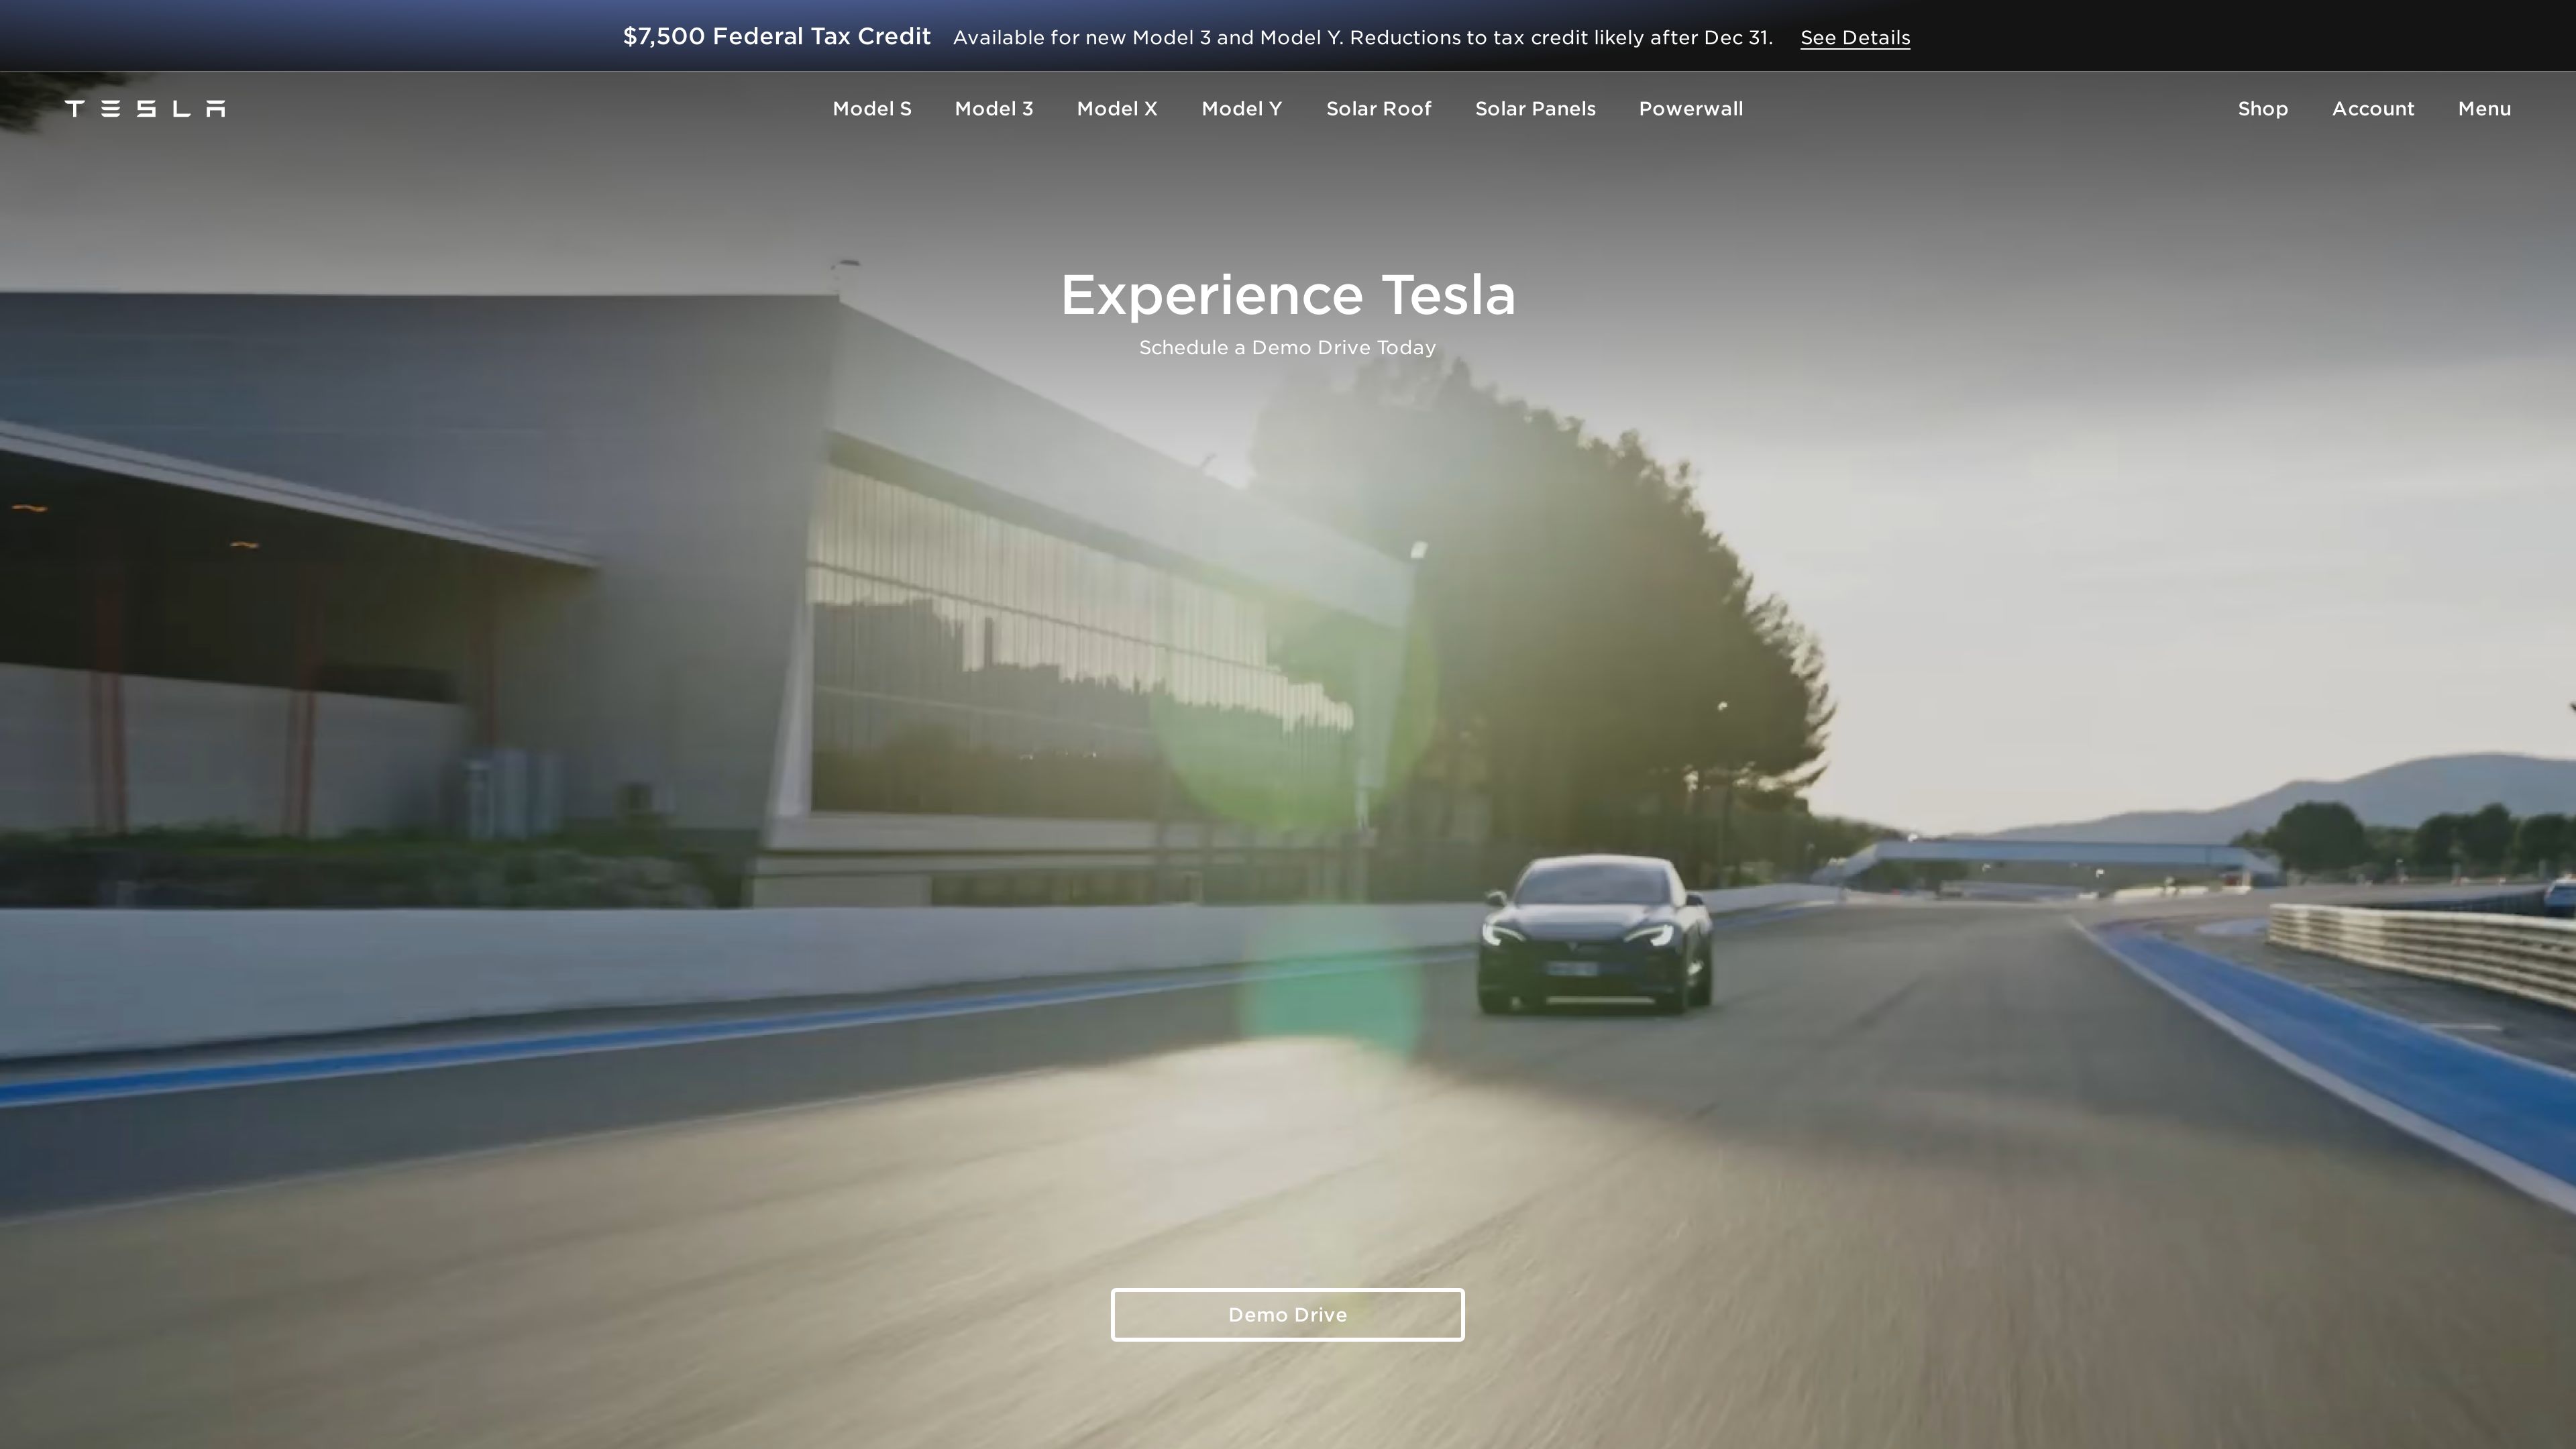 $7,500 Federal Tax Credit Available for new Model 3 and Model Y. Reductions to tax credit likely after Dec 31. See Details
TESLA Model S Model 3 Model X Model Y Solar Roof Solar Panels Powerwall Shop Account Menu
Experience Tesla
Schedule a Demo Drive Today
Demo Drive